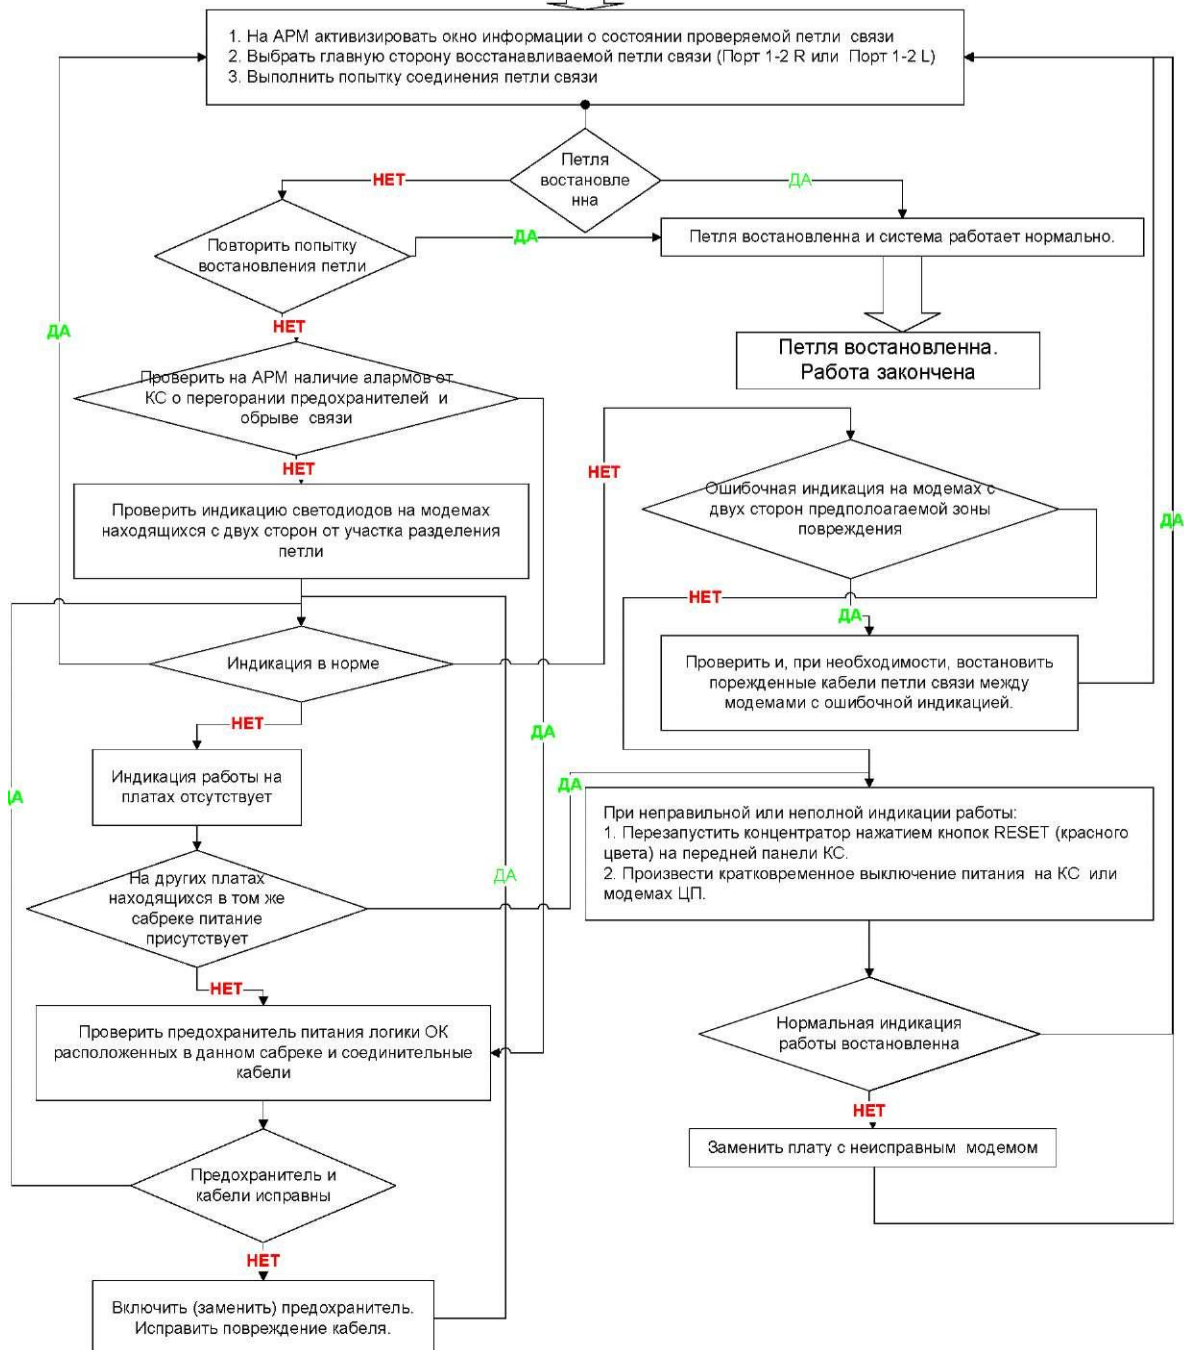 1. На АРМ активизировать окно информации о состоянии проверяемой петли связи
2. Выбрать главную сторону восстанавливаемой петли связи (Порт 1-2 R или Порт 1-2 L)
3. Выполнить попытку соединения петли связи
Петля
востановле
нна
НЕТ
ДА
Повторить попытку
востановления петли
ДА
Петля востановленна и система работает нормально.
НЕТ
ДА
Петля востановленна.
Работа закончена
Проверить на АРМ наличие алармов от
КС о перегорании предохранителей и
обрыве связи
НЕТ
НЕТ
Ошибочная индикация на модемах с
двух сторон предполоагаемой зоны
повреждения
Проверить индикацию светодиодов на модемах
находящихся с двух сторон от участка разделения
петли
ДА
НЕТ
ДА
Индикация в норме
Проверить и, при необходимости, востановить
порежденные кабели петли связи между
модемами с ошибочной индикацией.
НЕТ
ДА
Индикация работы на
платах отсутствует
ДА
ДА
При неправильной или неполной индикации работы:
1. Перезапустить концентратор нажатием кнопок RESET (красного
цвета) на передней панели КС.
2. Произвести кратковременное выключение питания на КС или
модемах ЦП.
ДА
На других платах
находящихся в том же
сабреке питание
присутствует
НЕТ
Проверить предохранитель питания логики ОК
расположенных в данном сабреке и соединительные
кабели
Нормальная индикация
работы востановленна
НЕТ
Заменить плату с неисправным модемом
Предохранитель и
кабели исправны
НЕТ
Включить (заменить) предохранитель.
Исправить повреждение кабеля.